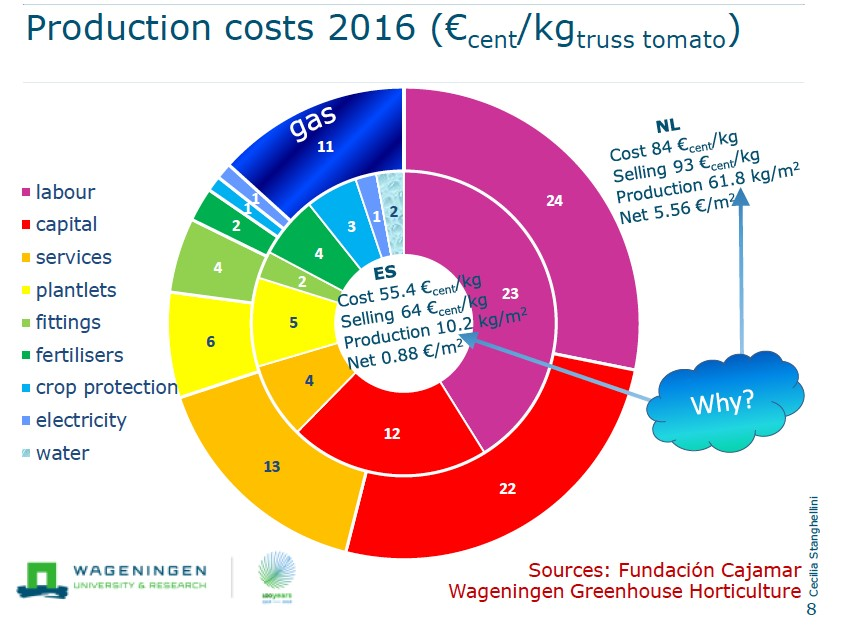 Production costs 2016 (€cent/kgtruss tomato)
labour
capital
services
plantlets
fittings
fertilisers
crop protection
electricity
water
gas
11
24
22
13
6
4
2
1
1
23
12
4
5
2
4
3
1
2
ES
Cost 55.4 €cent/kg
Selling 64 €cent/kg
Production 10.2 kg/m²
Net 0.88 €/m²
NL
Cost 84 €cent/kg
Selling 93 €cent/kg
Production 61.8 kg/m²
Net 5.56 €/m²
Why?
WAGENINGEN
UNIVERSITY & RESEARCH
100years
Sources: Fundación Cajamar
Wageningen Greenhouse Horticulture
Cecilia Stanghellini
8